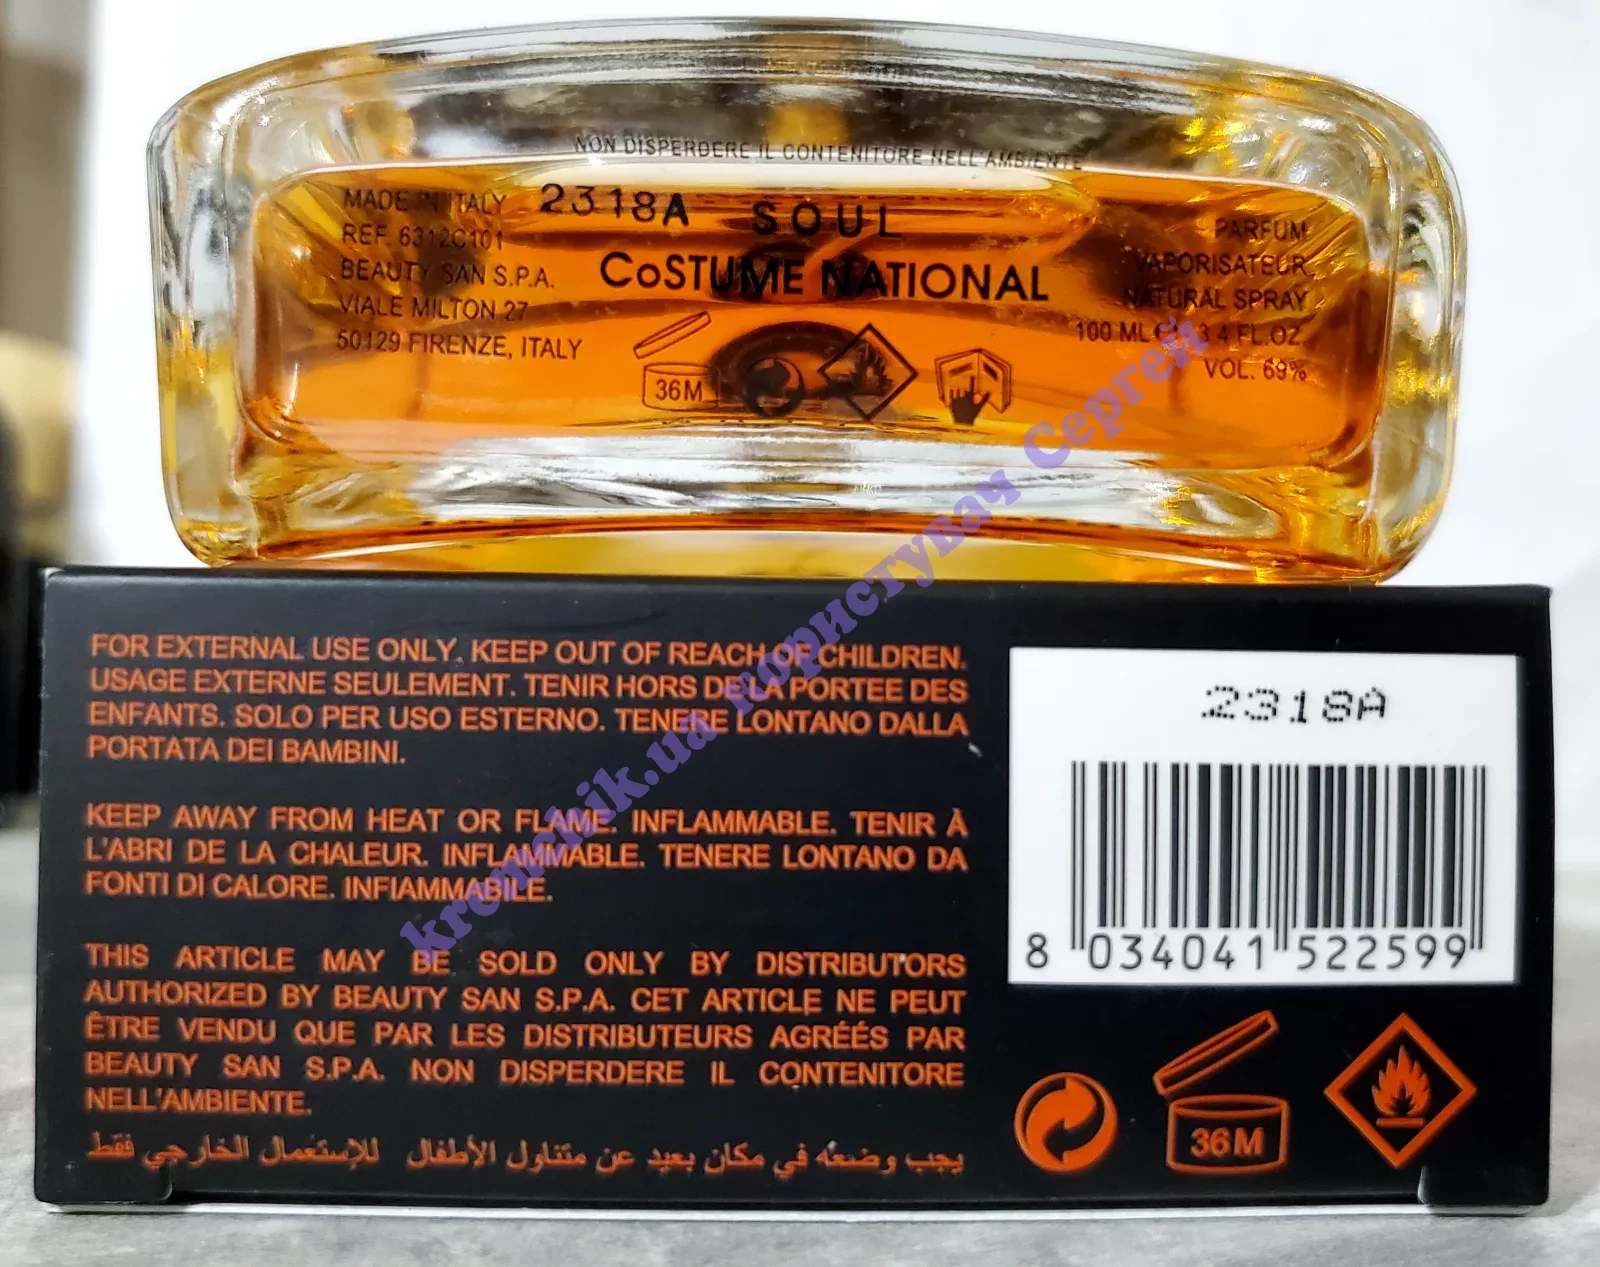 NON DISPERDERE IL CONTENITORE NELL'AMBIENTE
MADE IN ITALY
REF. 6312C101
BEAUTY SAN S.P.A.
VIALE MILTON 27
50129 FIRENZE, ITALY
2318A
SOUL
CoSTUME NATIONAL
36M
PARFUM
VAPORISATEUR
NATURAL SPRAY
100 ML 3 4 FL.OZ.
VOL. 69%
FOR EXTERNAL USE ONLY. KEEP OUT OF REACH OF CHILDREN.
USAGE EXTERNE SEULEMENT. TENIR HORS DE LA PORTEE DES
ENFANTS. SOLO PER USO ESTERNO. TENERE LONTANO DALLA
PORTATA DEI BAMBINI.
KEEP AWAY FROM HEAT OR FLAME. INFLAMMABLE. TENIR À
L'ABRI DE LA CHALEUR. INFLAMMABLE. TENERE LONTANO DA
FONTI DI CALORE. INFIAMMABILE.
THIS ARTICLE MAY BE SOLD ONLY BY DISTRIBUTORS
AUTHORIZED BY BEAUTY SAN S.P.A. CET ARTICLE NE PEUT
ÊTRE VENDU QUE PAR LES DISTRIBUTEURS AGRÉÉS PAR
BEAUTY SAN S.P.A. NON DISPERDERE IL CONTENITORE
NELL'AMBIENTE.
يجب وضعه في مكان بعيد عن متناول الأطفال للإستعمال الخارجي فقط
2318A
8 034041 522599
36M
kremchik.ua користувач Сергей